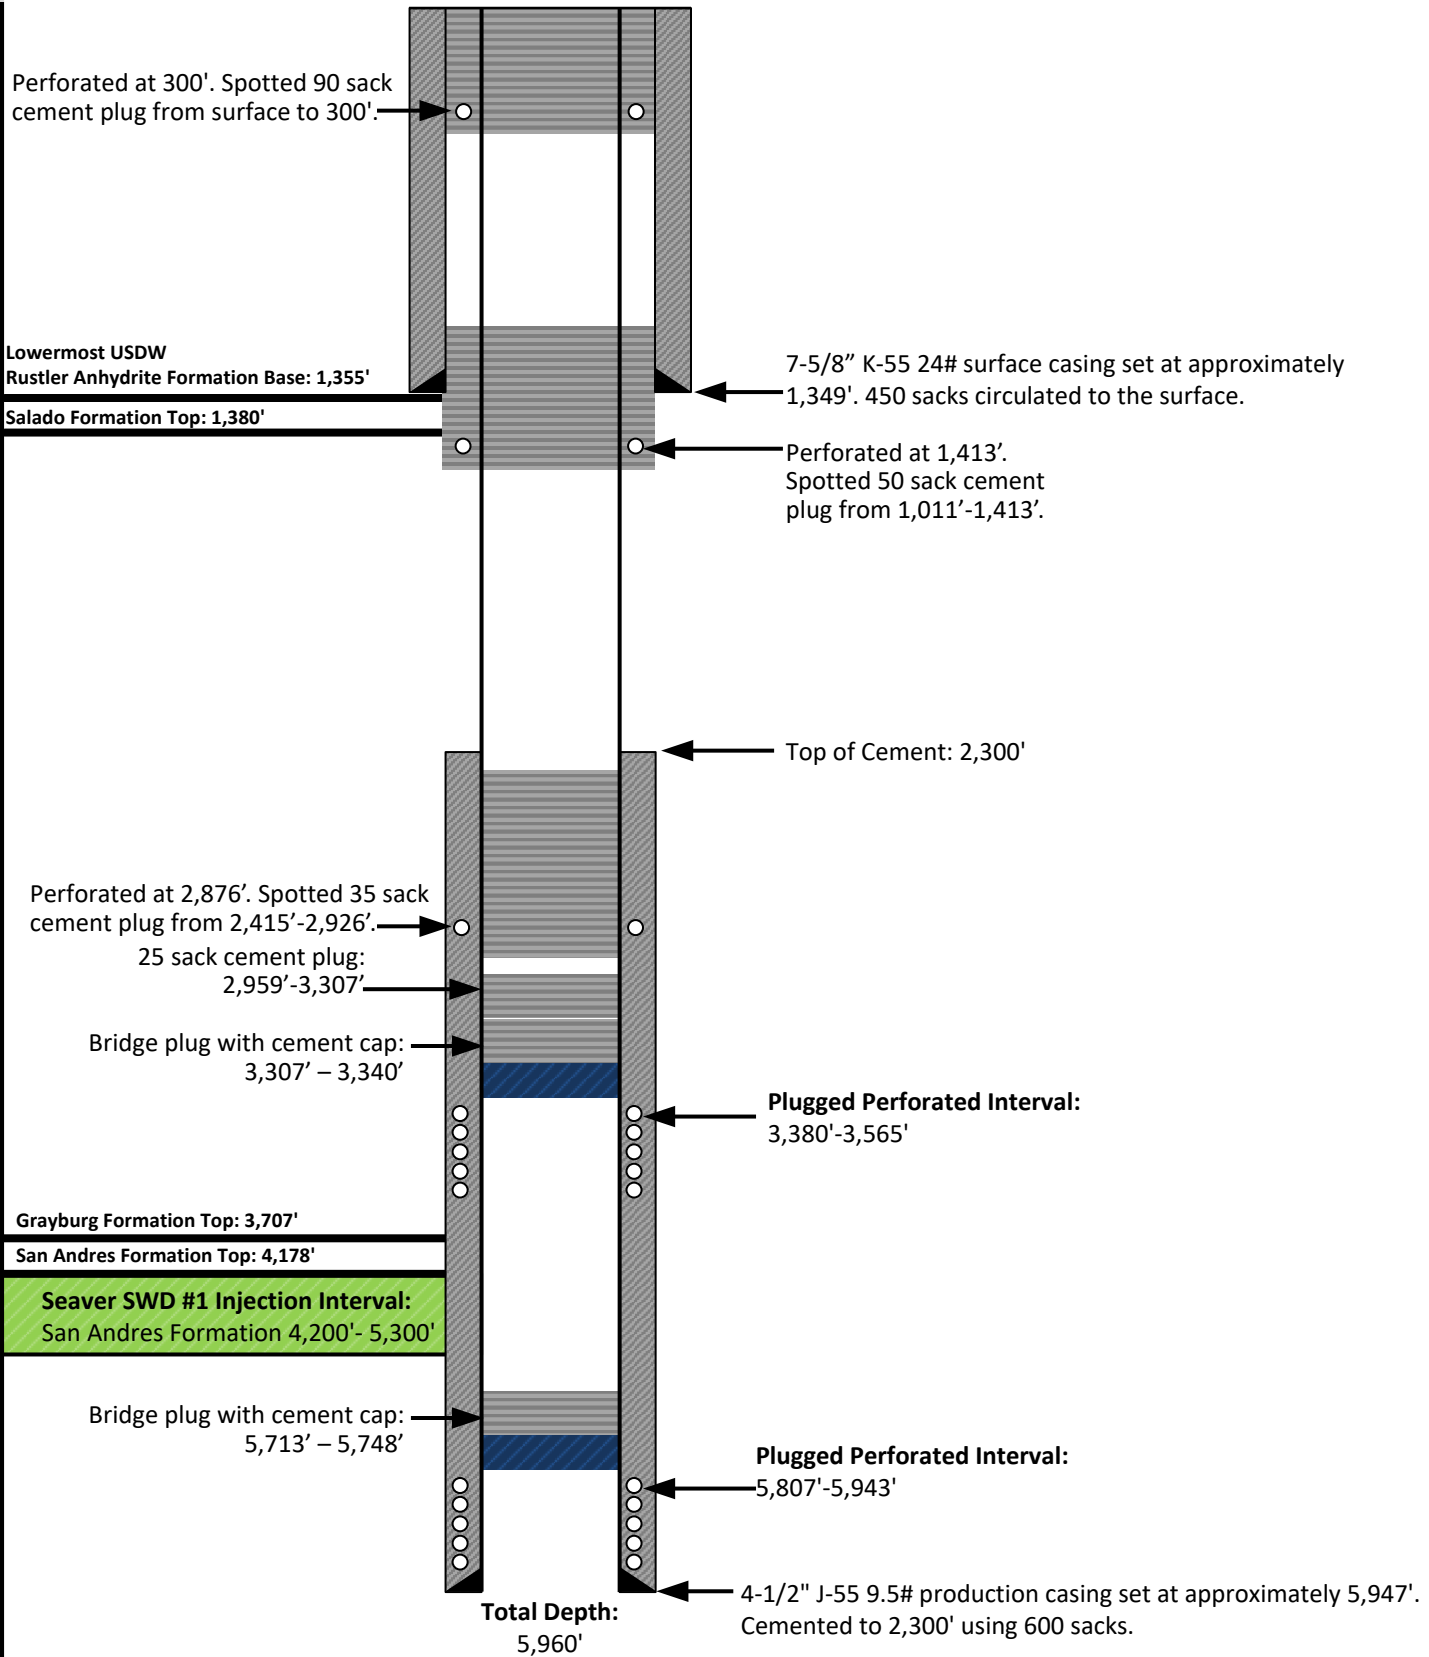 Perforated at 300'. Spotted 90 sack
cement plug from surface to 300'.
Lowermost USDW
Rustler Anhydrite Formation Base: 1,355'
Salado Formation Top: 1,380'
7-5/8” K-55 24# surface casing set at approximately
1,349'. 450 sacks circulated to the surface.
Perforated at 1,413’.
Spotted 50 sack cement
plug from 1,011’-1,413’.
Top of Cement: 2,300'
Perforated at 2,876’. Spotted 35 sack
cement plug from 2,415’-2,926’.
25 sack cement plug:
2,959’-3,307’
Bridge plug with cement cap:
3,307’ – 3,340’
Plugged Perforated Interval:
3,380'-3,565'
Grayburg Formation Top: 3,707'
San Andres Formation Top: 4,178'
Seaver SWD #1 Injection Interval:
San Andres Formation 4,200'- 5,300'
Bridge plug with cement cap:
5,713’ – 5,748’
Plugged Perforated Interval:
5,807'-5,943'
4-1/2" J-55 9.5# production casing set at approximately 5,947'.
Cemented to 2,300' using 600 sacks.
Total Depth:
5,960'